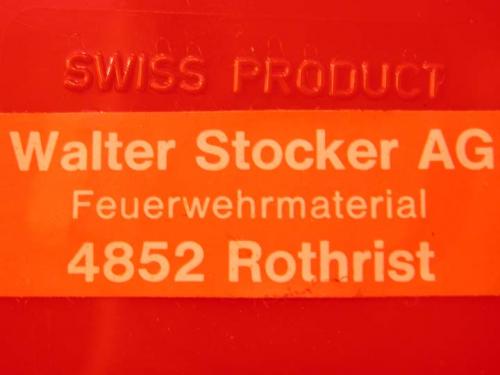 SWISS PRODUCT
Walter Stocker AG
Feuerwehrmaterial
4852 Rothrist